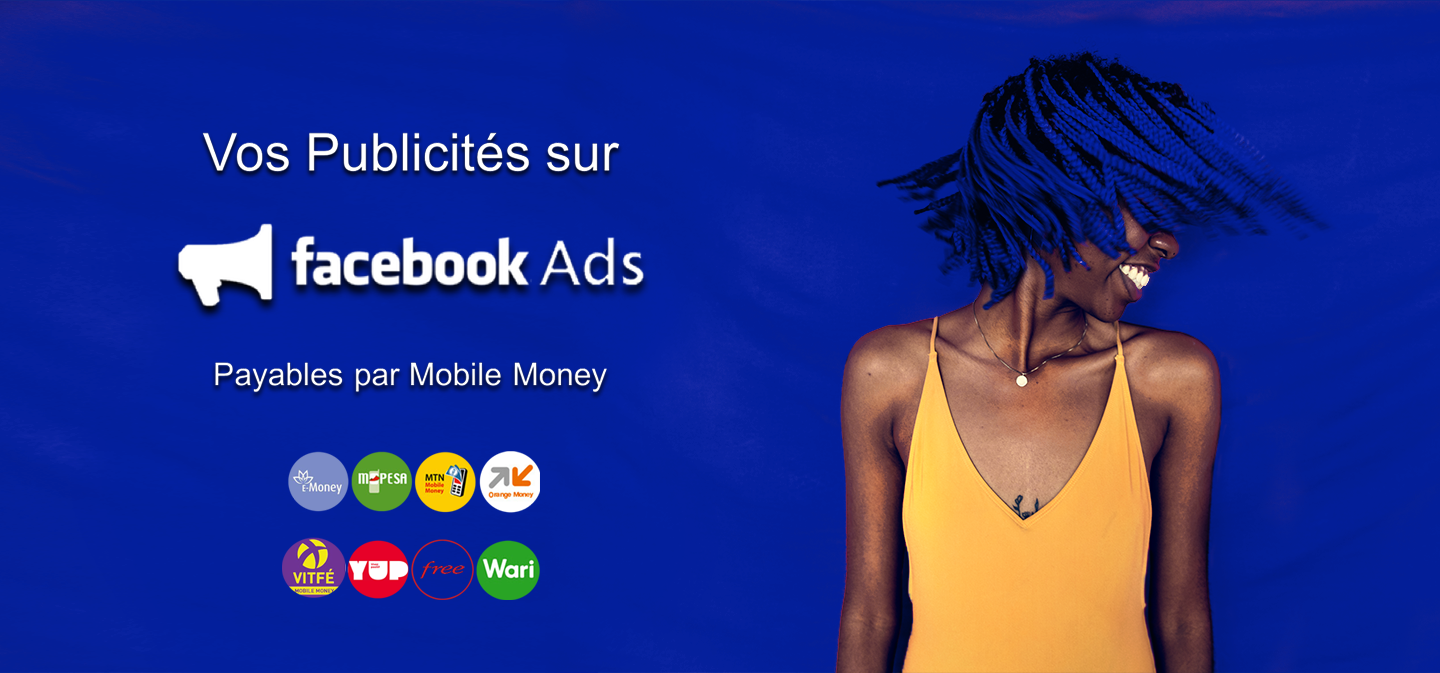 Vos Publicités sur
facebook Ads
Payables par Mobile Money
E-Money
M-PESA
MTN
Mobile
Money
Orange Money
VITFÉ
MOBILE MONEY
YUP
free
Wari